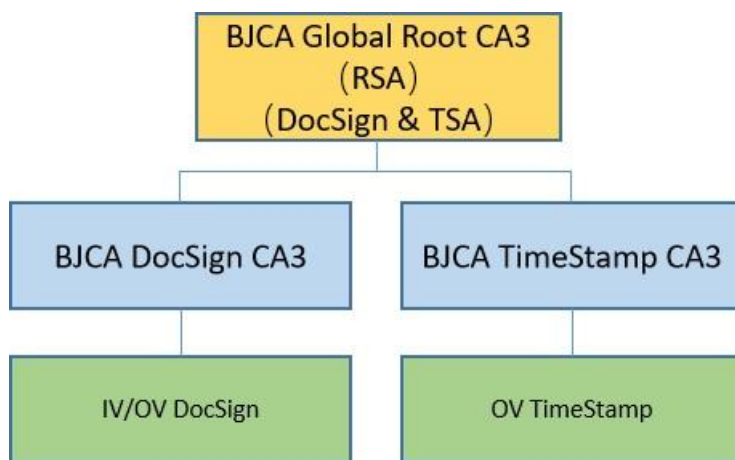 BJCA Global Root CA3
（RSA）
（DocSign & TSA）
BJCA DocSign CA3
BJCA TimeStamp CA3
IV/OV DocSign
OV TimeStamp